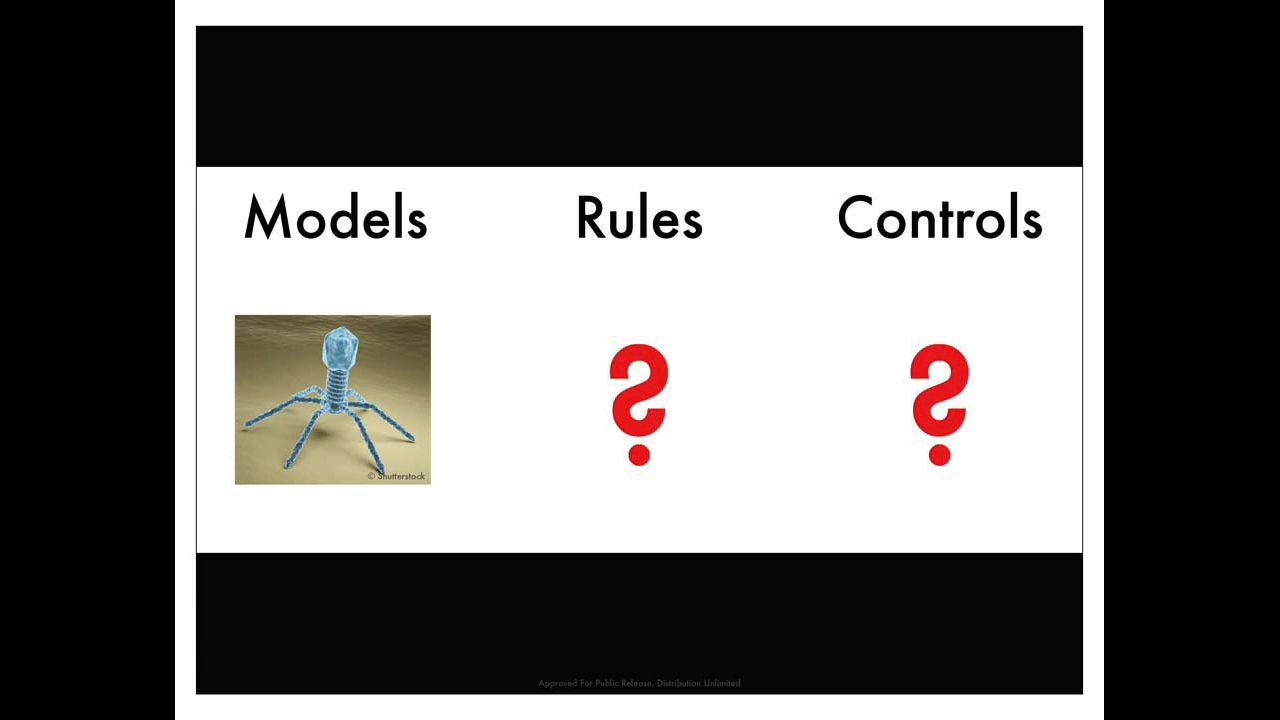 Models Rules Controls
? ?
© Shutterstock
Approved For Public Release, Distribution Unlimited